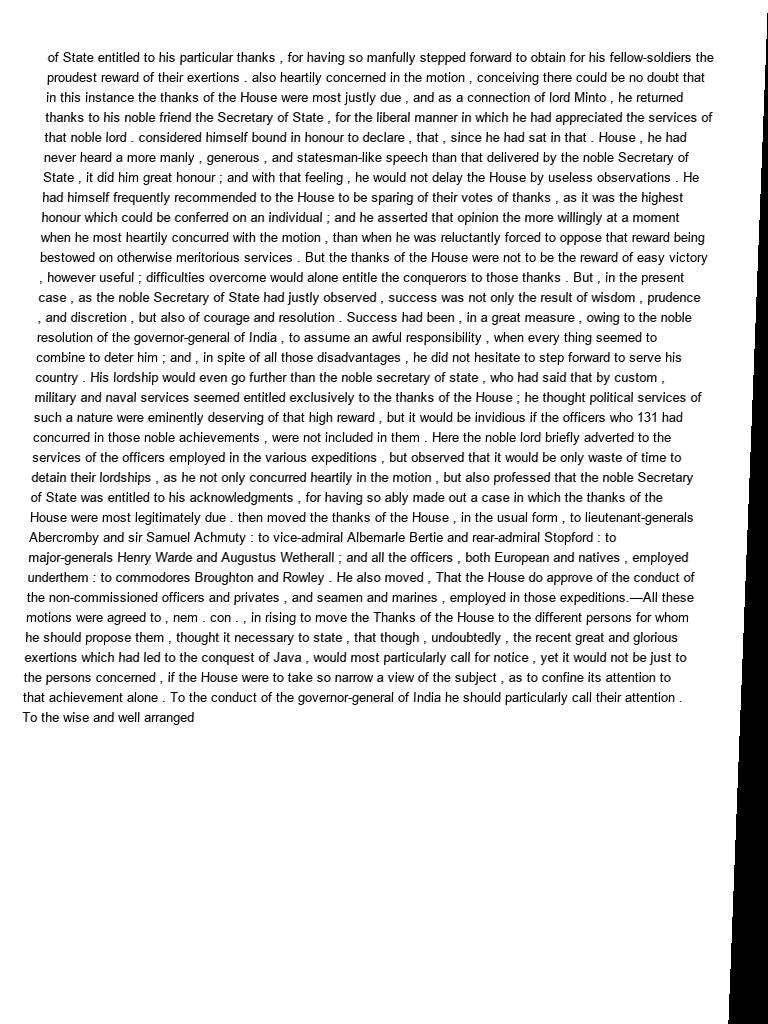 of State entitled to his particular thanks , for having so manfully stepped forward to obtain for his fellow-soldiers the
proudest reward of their exertions . also heartily concerned in the motion , conceiving there could be no doubt that
in this instance the thanks of the House were most justly due , and as a connection of lord Minto , he returned
thanks to his noble friend the Secretary of State , for the liberal manner in which he had appreciated the services of
that noble lord . considered himself bound in honour to declare , that , since he had sat in that . House , he had
never heard a more manly , generous , and statesman-like speech than that delivered by the noble Secretary of
State , it did him great honour ; and with that feeling , he would not delay the House by useless observations . He
had himself frequently recommended to the House to be sparing of their votes of thanks , as it was the highest
honour which could be conferred on an individual ; and he asserted that opinion the more willingly at a moment
when he most heartily concurred with the motion , than when he was reluctantly forced to oppose that reward being
bestowed on otherwise meritorious services . But the thanks of the House were not to be the reward of easy victory
, however useful ; difficulties overcome would alone entitle the conquerors to those thanks . But , in the present
case , as the noble Secretary of State had justly observed , success was not only the result of wisdom , prudence
, and discretion , but also of courage and resolution . Success had been , in a great measure , owing to the noble
resolution of the governor-general of India , to assume an awful responsibility , when every thing seemed to
combine to deter him ; and , in spite of all those disadvantages , he did not hesitate to step forward to serve his
country . His lordship would even go further than the noble secretary of state , who had said that by custom ,
military and naval services seemed entitled exclusively to the thanks of the House ; he thought political services of
such a nature were eminently deserving of that high reward , but it would be invidious if the officers who 131 had
concurred in those noble achievements , were not included in them . Here the noble lord briefly adverted to the
services of the officers employed in the various expeditions , but observed that it would be only waste of time to
detain their lordships , as he not only concurred heartily in the motion , but also professed that the noble Secretary
of State was entitled to his acknowledgments , for having so ably made out a case in which the thanks of the
House were most legitimately due . then moved the thanks of the House , in the usual form , to lieutenant-generals
Abercromby and sir Samuel Achmuty : to vice-admiral Albemarle Bertie and rear-admiral Stopford : to
major-generals Henry Warde and Augustus Wetherall ; and all the officers , both European and natives , employed
underthem : to commodores Broughton and Rowley . He also moved , That the House do approve of the conduct of
the non-commissioned officers and privates , and seamen and marines , employed in those expeditions.—All these
motions were agreed to , nem . con . , in rising to move the Thanks of the House to the different persons for whom
he should propose them , thought it necessary to state , that though , undoubtedly , the recent great and glorious
exertions which had led to the conquest of Java , would most particularly call for notice , yet it would not be just to
the persons concerned , if the House were to take so narrow a view of the subject , as to confine its attention to
that achievement alone . To the conduct of the governor-general of India he should particularly call their attention .
To the wise and well arranged